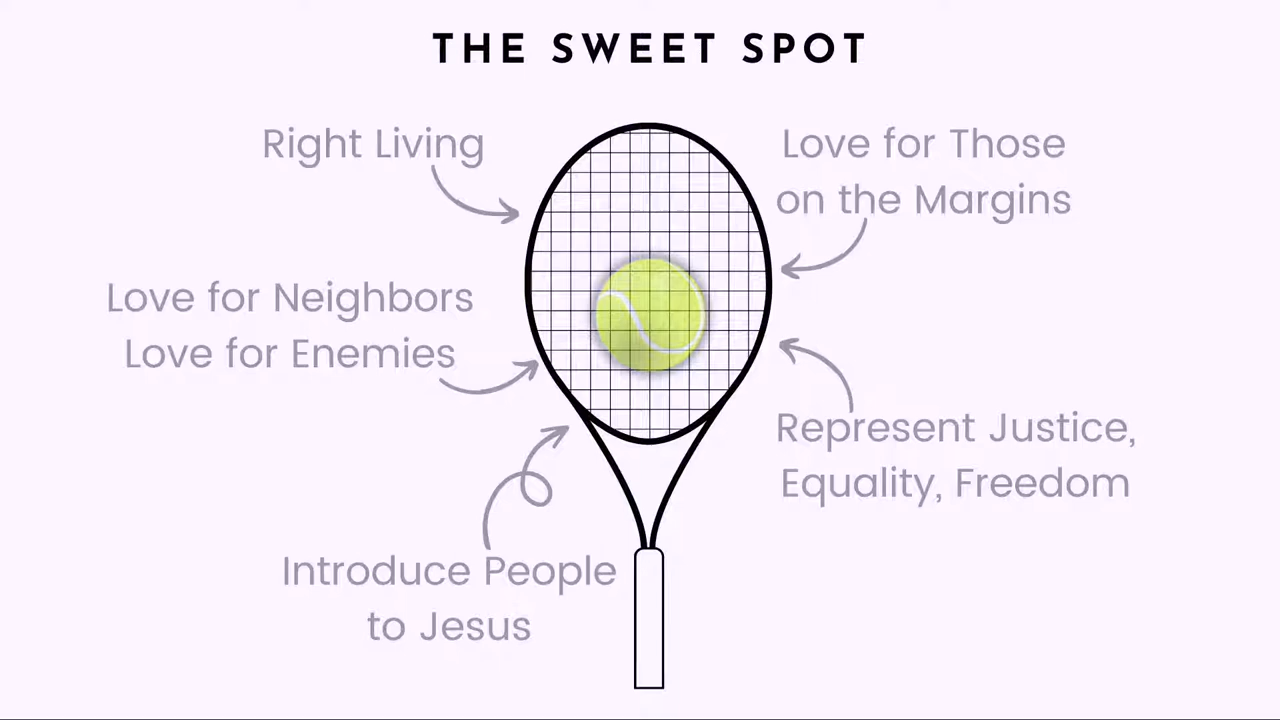 THE SWEET SPOT
Right Living
Love for Those
on the Margins
Love for Neighbors
Love for Enemies
Represent Justice,
Equality, Freedom
Introduce People
to Jesus